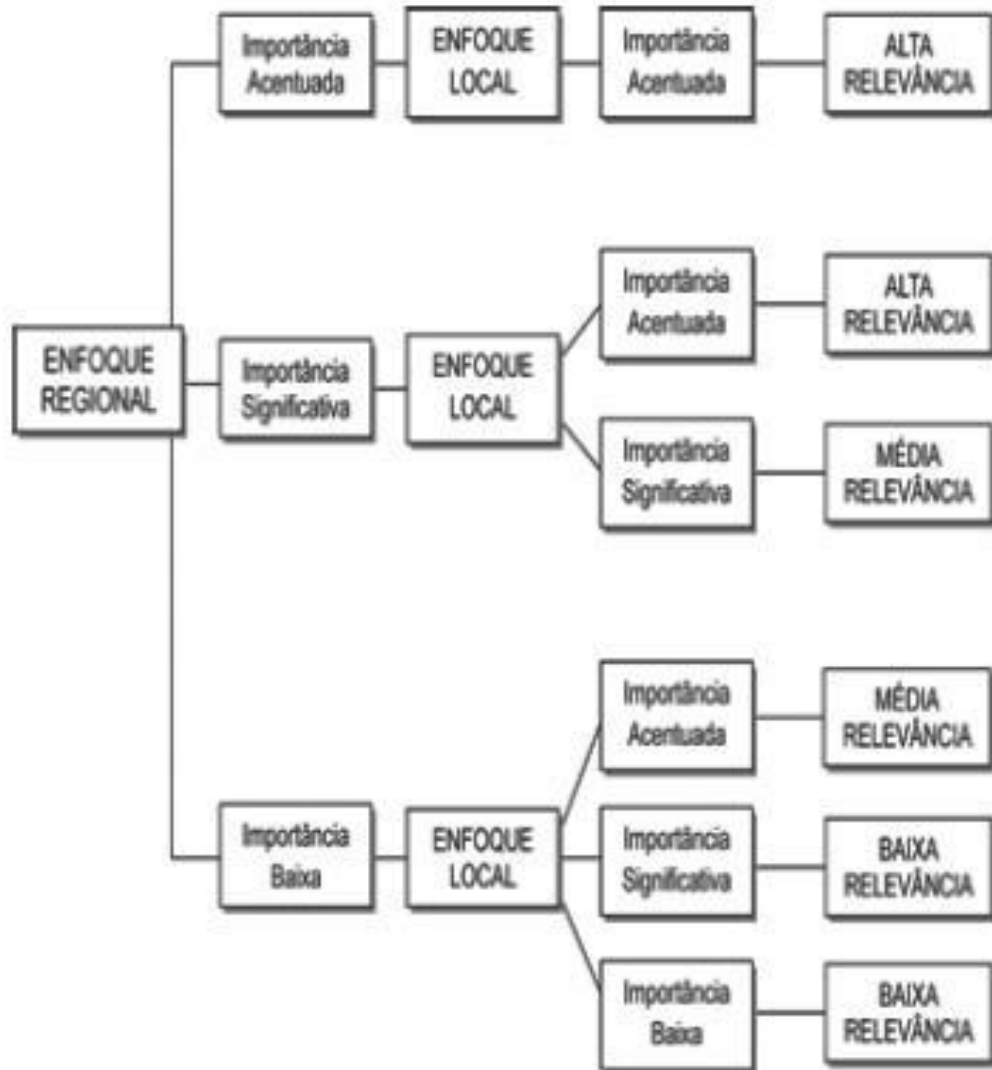 Importância
Acentuada
ENFOQUE
LOCAL
Importância
Acentuada
ALTA
RELEVÂNCIA
Importância
Acentuada
ALTA
RELEVÂNCIA
ENFOQUE
REGIONAL
Importância
Significativa
ENFOQUE
LOCAL
Importância
Significativa
MÉDIA
RELEVÂNCIA
Importância
Acentuada
MÉDIA
RELEVÂNCIA
Importância
Baixa
ENFOQUE
LOCAL
Importância
Significativa
BAIXA
RELEVÂNCIA
Importância
Baixa
BAIXA
RELEVÂNCIA